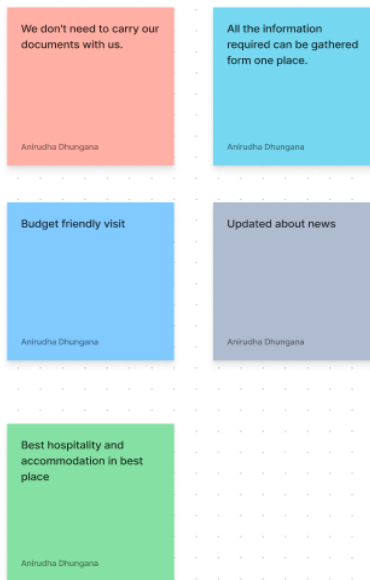 We don't need to carry our
documents with us.
Anirudha Dhungana
All the information
required can be gathered
form one place.
Anirudha Dhungana
Budget friendly visit
Anirudha Dhungana
Updated about news
Anirudha Dhungana
Best hospitality and
accommodation in best
place
Anirudha Dhungana